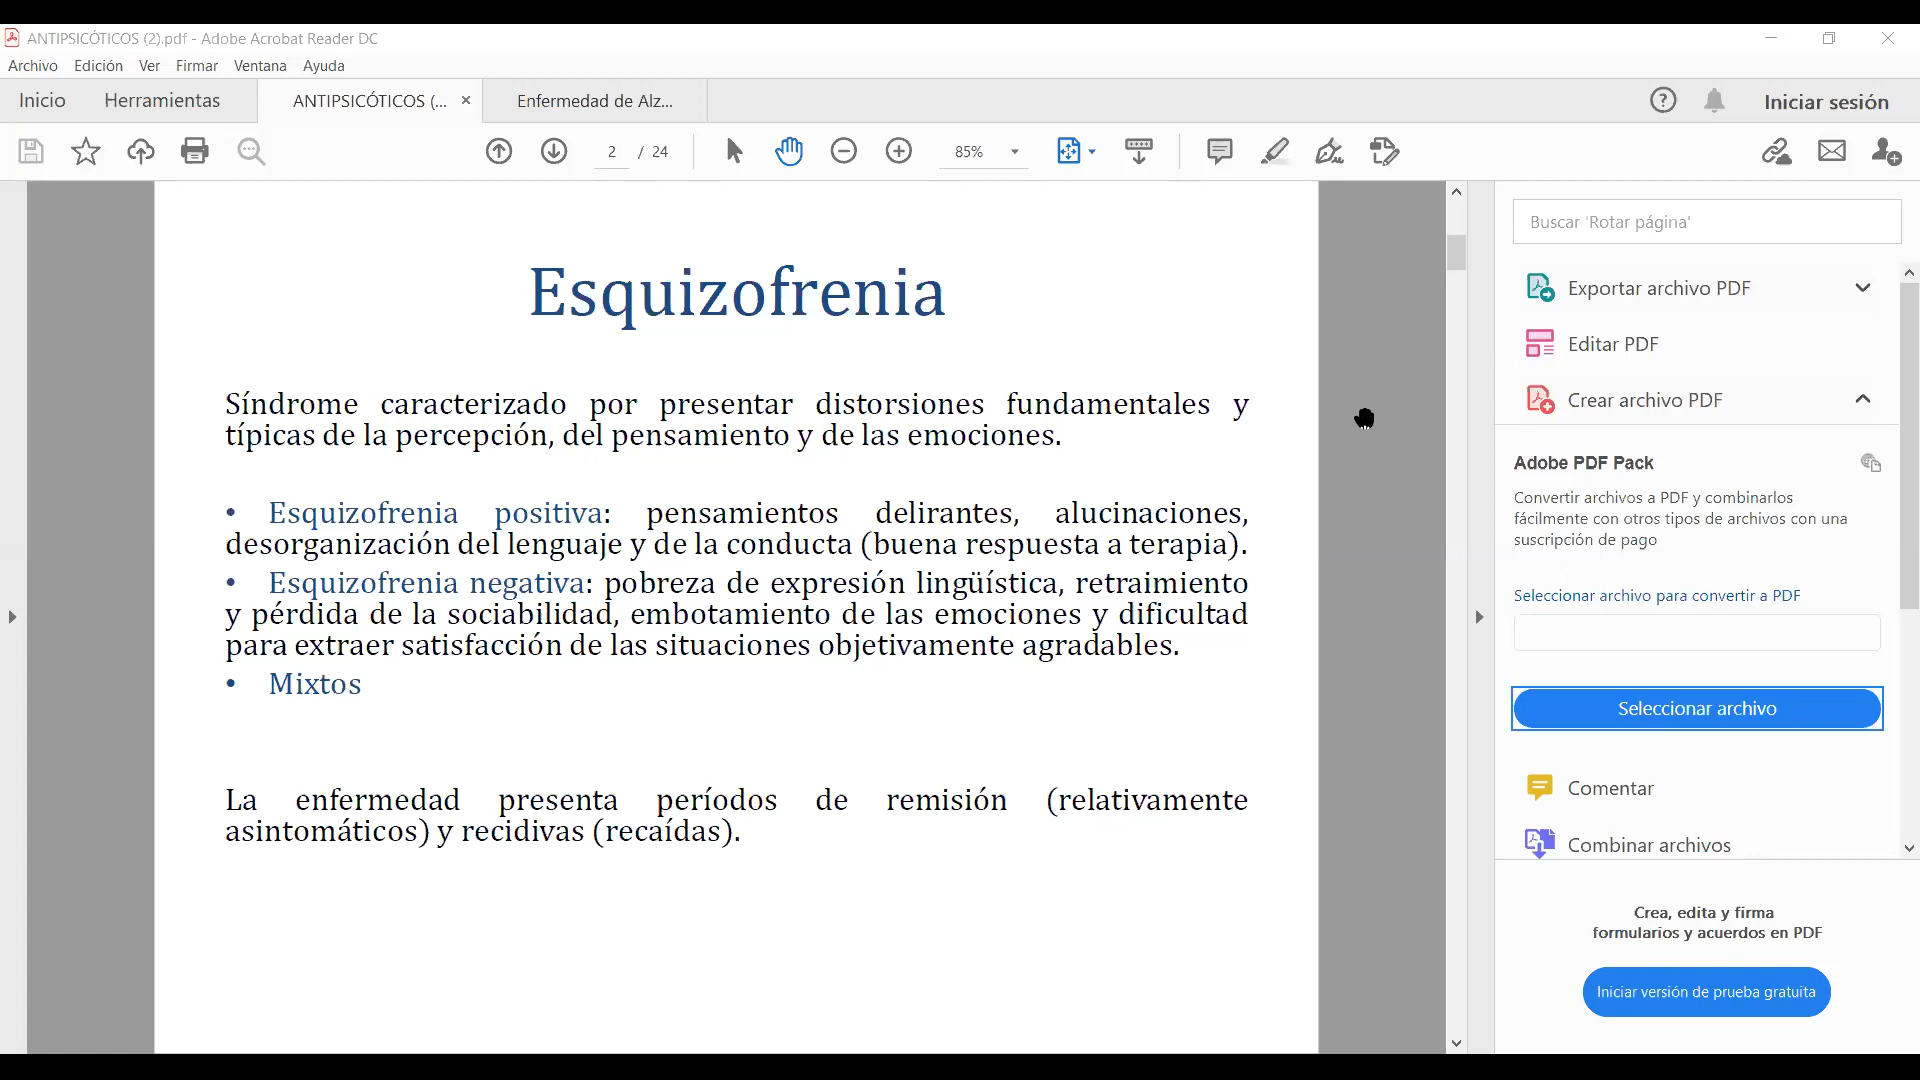 ANTIPSICÓTICOS (2).pdf - Adobe Acrobat Reader DC
Archivo Edición Ver Firmar Ventana Ayuda
Inicio Herramientas ANTIPSICÓTICOS (... Enfermedad de Alz... Iniciar sesión
2 / 24 85%
Esquizofrenia
Síndrome caracterizado por presentar distorsiones fundamentales y
típicas de la percepción, del pensamiento y de las emociones.
• Esquizofrenia positiva: pensamientos delirantes, alucinaciones,
desorganización del lenguaje y de la conducta (buena respuesta a terapia).
• Esquizofrenia negativa: pobreza de expresión lingüística, retraimiento
y pérdida de la sociabilidad, embotamiento de las emociones y dificultad
para extraer satisfacción de las situaciones objetivamente agradables.
• Mixtos
La enfermedad presenta períodos de remisión (relativamente
asintomáticos) y recidivas (recaídas).
Buscar 'Rotar página'
Exportar archivo PDF
Editar PDF
Crear archivo PDF
Adobe PDF Pack
Convertir archivos a PDF y combinarlos
fácilmente con otros tipos de archivos con una
suscripción de pago
Seleccionar archivo para convertir a PDF
Seleccionar archivo
Comentar
Combinar archivos
Crea, edita y firma
formularios y acuerdos en PDF
Iniciar versión de prueba gratuita